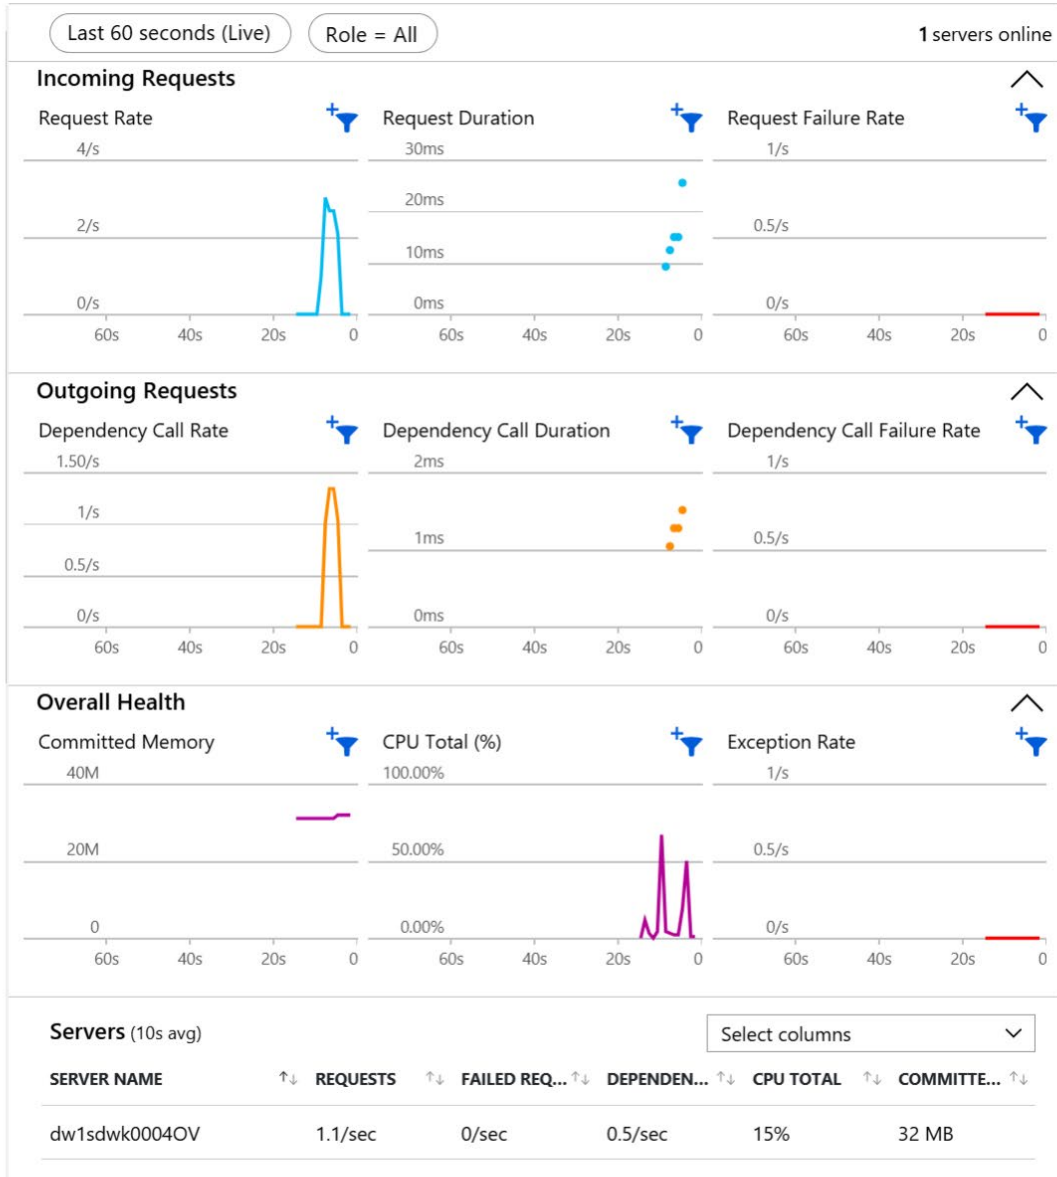 Last 60 seconds (Live) Role = All 1 servers online
Incoming Requests
Request Rate
4/s
2/s
0/s
60s 40s 20s 0
Request Duration
30ms
20ms
10ms
0ms
60s 40s 20s 0
Request Failure Rate
1/s
0.5/s
0/s
60s 40s 20s 0
Outgoing Requests
Dependency Call Rate
1.50/s
1/s
0.5/s
0/s
60s 40s 20s 0
Dependency Call Duration
2ms
1ms
0ms
60s 40s 20s 0
Dependency Call Failure Rate
1/s
0.5/s
0/s
60s 40s 20s 0
Overall Health
Committed Memory
40M
20M
0
60s 40s 20s 0
CPU Total (%)
100.00%
50.00%
0.00%
60s 40s 20s 0
Exception Rate
1/s
0.5/s
0/s
60s 40s 20s 0
Servers (10s avg) Select columns
SERVER NAME REQUESTS FAILED REQ... DEPENDEN... CPU TOTAL COMMITTE...
dw1sdwk0004OV 1.1/sec 0/sec 0.5/sec 15% 32 MB